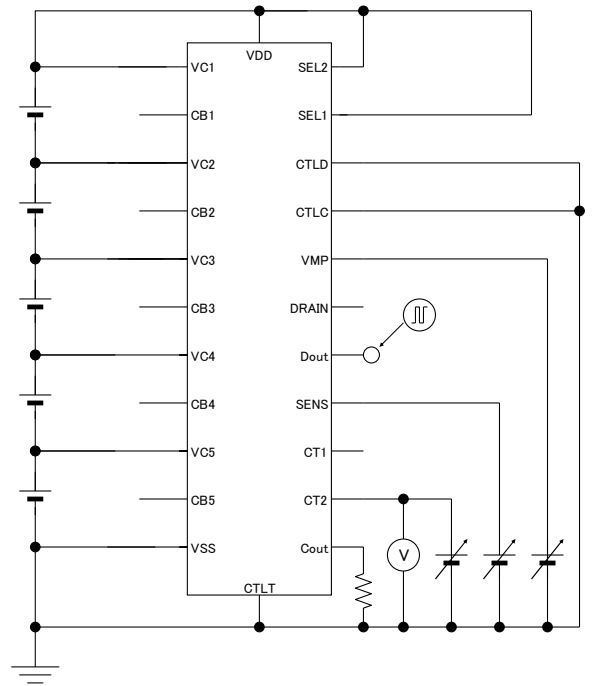 VDD
VC1 SEL2
CB1 SEL1
VC2 CTLD
CB2 CTLC
VC3 VMP
CB3 DRAIN
VC4 Dout
CB4 SENS
VC5 CT1
CB5 CT2
VSS Cout
V
CTLT